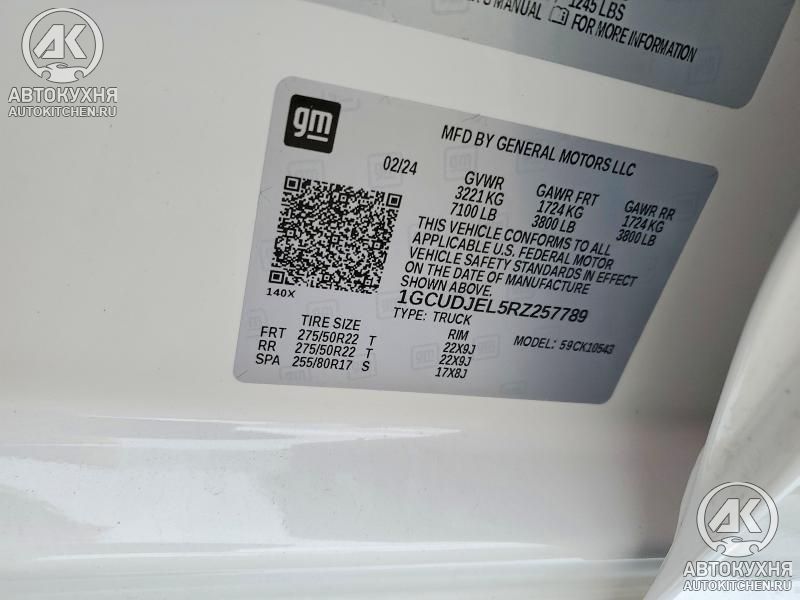 1245 LBS
'S MANUAL
FOR MORE INFORMATION
AK
АВТОКУХНЯ
AUTOKITCHEN.RU
gm
MFD BY GENERAL MOTORS LLC
02/24
GVWR GAWR FRT GAWR RR
3221 KG 1724 KG 1724 KG
7100 LB 3800 LB 3800 LB
THIS VEHICLE CONFORMS TO ALL
APPLICABLE U.S. FEDERAL MOTOR
VEHICLE SAFETY STANDARDS IN EFFECT
ON THE DATE OF MANUFACTURE
SHOWN ABOVE.
140X
1GCUDJEL5RZ257789
TYPE: TRUCK
MODEL: 59CK10543
TIRE SIZE RIM
FRT 275/50R22 T 22X9J
RR 275/50R22 T 22X9J
SPA 255/80R17 S 17X8J
AK
АВТОКУХНЯ
AUTOKITCHEN.RU